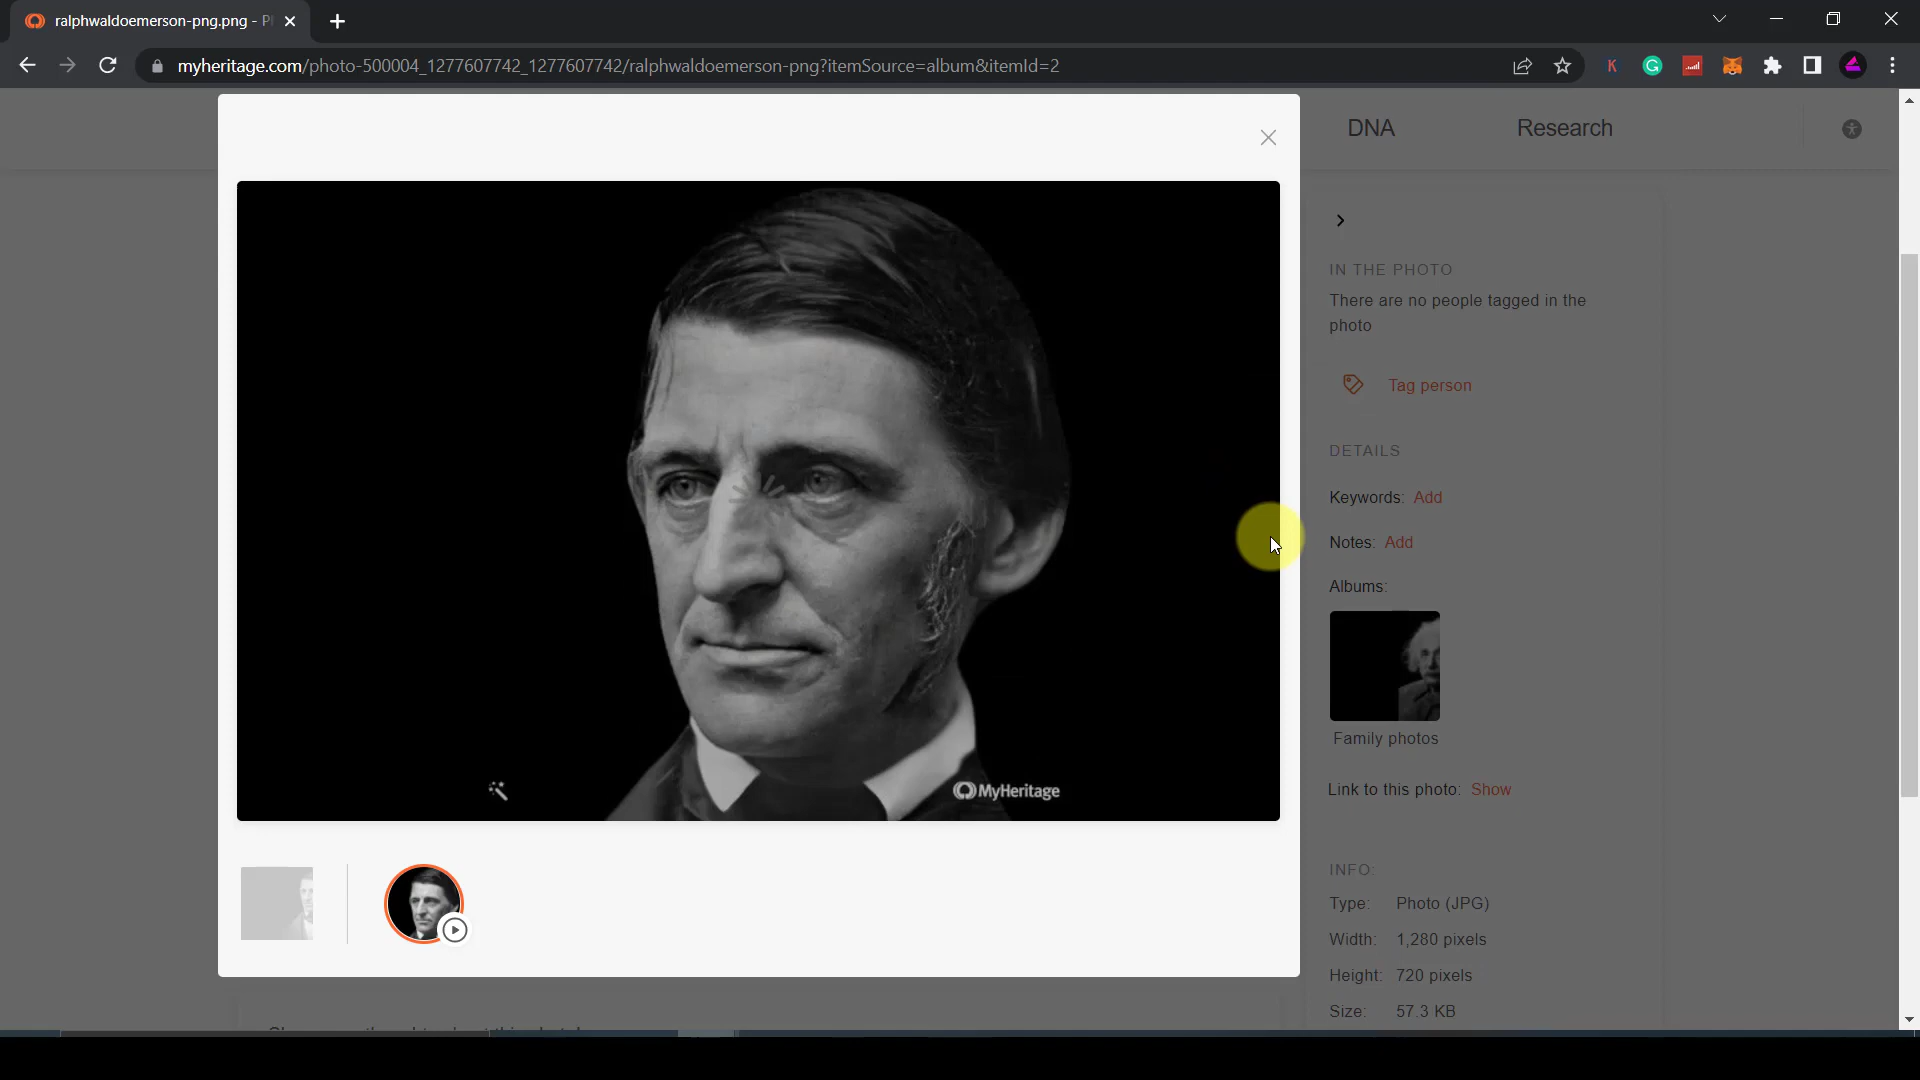 ralphwaldoemerson-png.png - P
myheritage.com/photo-500004_1277607742_1277607742/ralphwaldoemerson-png?itemSource=album&itemId=2
DNA
Research
IN THE PHOTO
There are no people tagged in the
photo
Tag person
DETAILS
Keywords: Add
Notes: Add
Albums:
Family photos
Link to this photo: Show
MyHeritage
INFO:
Type: Photo (JPG)
Width: 1,280 pixels
Height: 720 pixels
Size: 57.3 KB